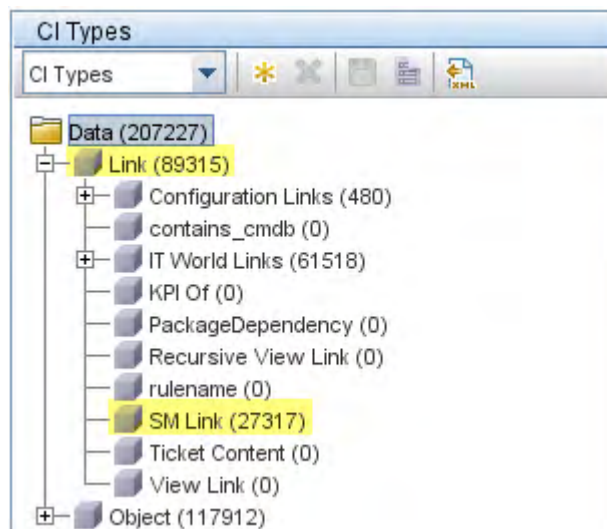 CI Types
CI Types
XML
Data (207227)
Link (89315)
Configuration Links (480)
contains_cmdb (0)
IT World Links (61518)
KPI Of (0)
PackageDependency (0)
Recursive View Link (0)
rulename (0)
SM Link (27317)
Ticket Content (0)
View Link (0)
Object (117912)